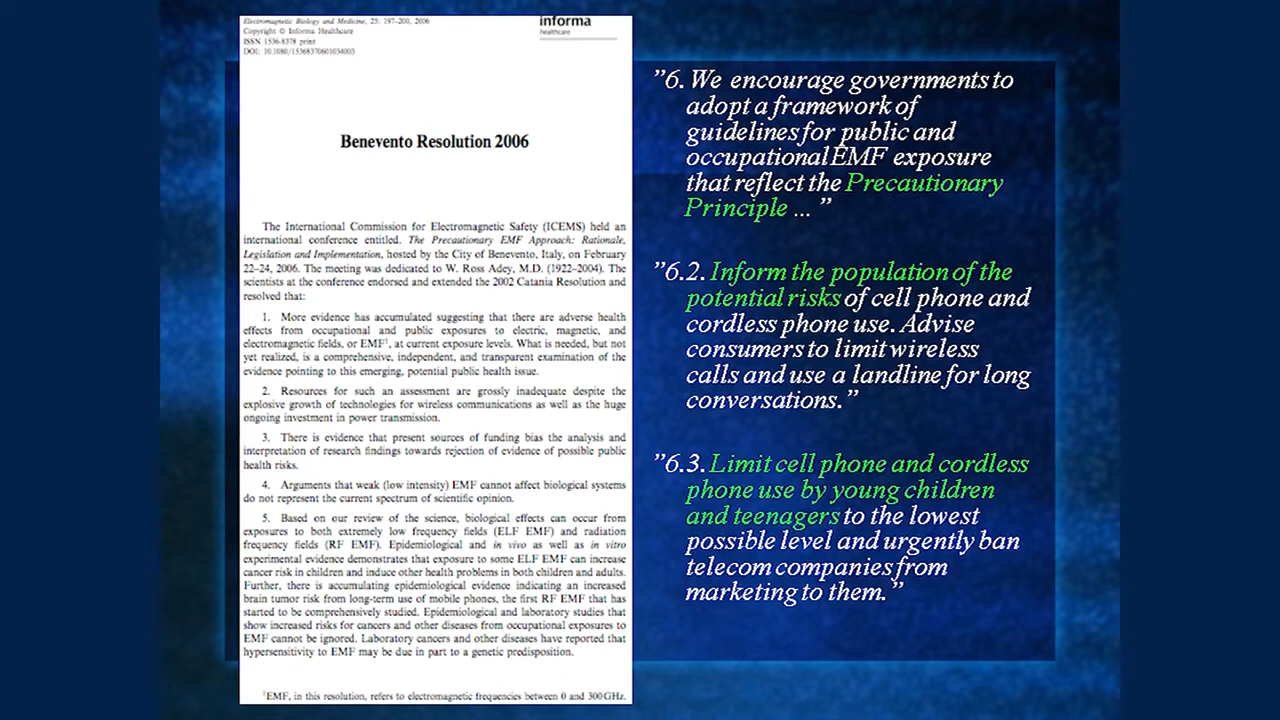 Electromagnetic Biology and Medicine, 25: 197–200, 2006
Copyright © Informa Healthcare
ISSN 1536-8378 print
DOI: 10.1080/15368370601034003
informa
healthcare
Benevento Resolution 2006
The International Commission for Electromagnetic Safety (ICEMS) held an
international conference entitled. The Precautionary EMF Approach: Rationale,
Legislation and Implementation, hosted by the City of Benevento, Italy, on February
22–24, 2006. The meeting was dedicated to W. Ross Adey, M.D. (1922–2004). The
scientists at the conference endorsed and extended the 2002 Catania Resolution and
resolved that:
1. More evidence has accumulated suggesting that there are adverse health
effects from occupational and public exposures to electric, magnetic, and
electromagnetic fields, or EMF¹, at current exposure levels. What is needed, but not
yet realized, is a comprehensive, independent, and transparent examination of the
evidence pointing to this emerging, potential public health issue.
2. Resources for such an assessment are grossly inadequate despite the
explosive growth of technologies for wireless communications as well as the huge
ongoing investment in power transmission.
3. There is evidence that present sources of funding bias the analysis and
interpretation of research findings towards rejection of evidence of possible public
health risks.
4. Arguments that weak (low intensity) EMF cannot affect biological systems
do not represent the current spectrum of scientific opinion.
5. Based on our review of the science, biological effects can occur from
exposures to both extremely low frequency fields (ELF EMF) and radiation
frequency fields (RF EMF). Epidemiological and in vivo as well as in vitro
experimental evidence demonstrates that exposure to some ELF EMF can increase
cancer risk in children and induce other health problems in both children and adults.
Further, there is accumulating epidemiological evidence indicating an increased
brain tumor risk from long-term use of mobile phones, the first RF EMF that has
started to be comprehensively studied. Epidemiological and laboratory studies that
show increased risks for cancers and other diseases from occupational exposures to
EMF cannot be ignored. Laboratory cancers and other diseases have reported that
hypersensitivity to EMF may be due in part to a genetic predisposition.
¹EMF, in this resolution, refers to electromagnetic frequencies between 0 and 300 GHz.
”6. We encourage governments to
adopt a framework of
guidelines for public and
occupational EMF exposure
that reflect the Precautionary
Principle ... ”
”6.2. Inform the population of the
potential risks of cell phone and
cordless phone use. Advise
consumers to limit wireless
calls and use a landline for long
conversations.”
”6.3. Limit cell phone and cordless
phone use by young children
and teenagers to the lowest
possible level and urgently ban
telecom companies from
marketing to them.”